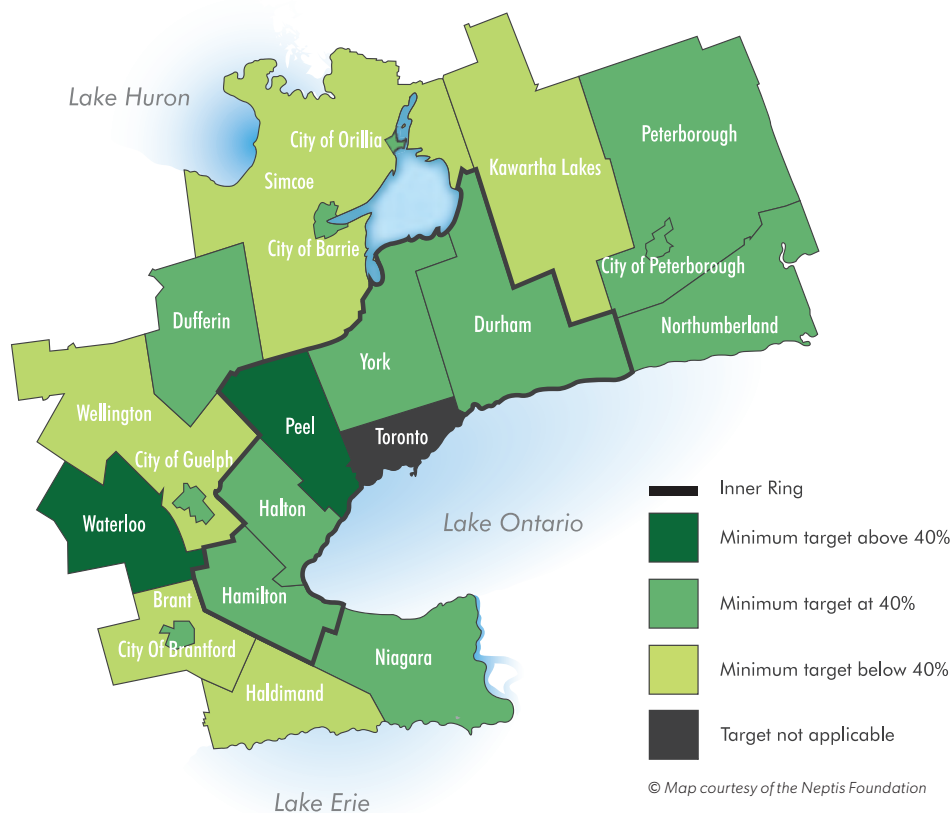 Lake Huron
City of Orillia
Peterborough
Simcoe
Kawartha Lakes
City of Barrie
City of Peterborough
Dufferin
Durham
Northumberland
York
Wellington
Peel
Toronto
City of Guelph
Inner Ring
Halton
Waterloo
Lake Ontario
Minimum target above 40%
Hamilton
Brant
Minimum target at 40%
City Of Brantford
Niagara
Minimum target below 40%
Haldimand
Target not applicable
© Map courtesy of the Neptis Foundation
Lake Erie